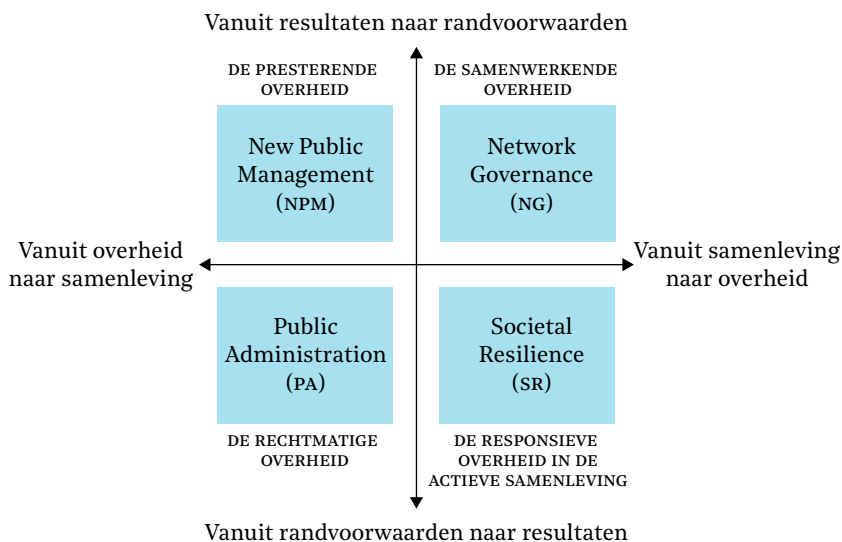 Vanuit resultaten naar randvoorwaarden
DE PRESTERENDE
OVERHEID
DE SAMENWERKENDE
OVERHEID
New Public
Management
(NPM)
Network
Governance
(NG)
Vanuit overheid
naar samenleving
Vanuit samenleving
naar overheid
Public
Administration
(PA)
Societal
Resilience
(SR)
DE RECHTMATIGE
OVERHEID
DE RESPONSIEVE
OVERHEID IN DE
ACTIEVE SAMENLEVING
Vanuit randvoorwaarden naar resultaten